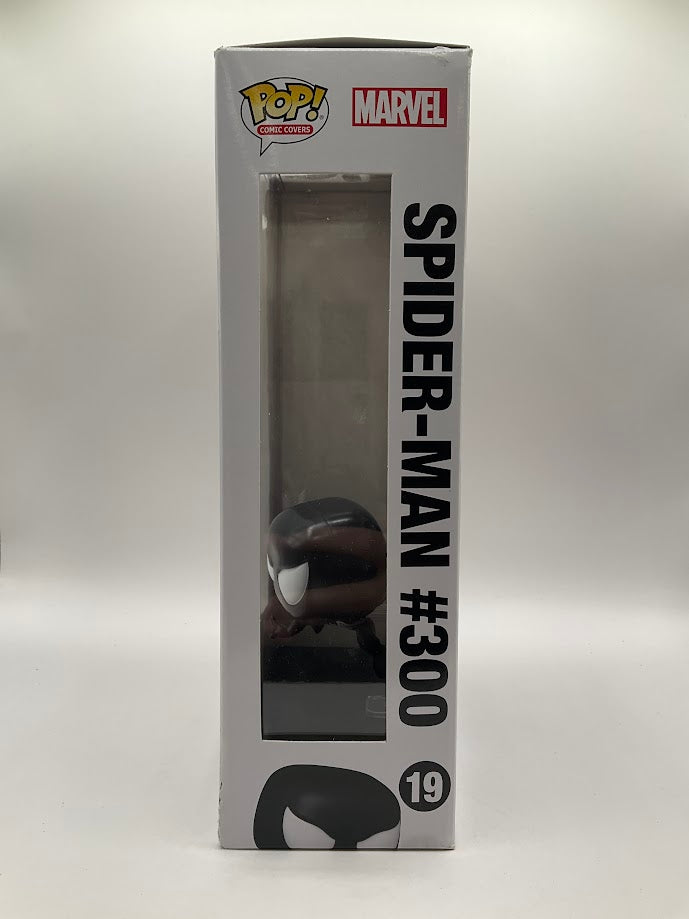 POP!
COMIC COVERS
MARVEL
SPIDER-MAN #300
19